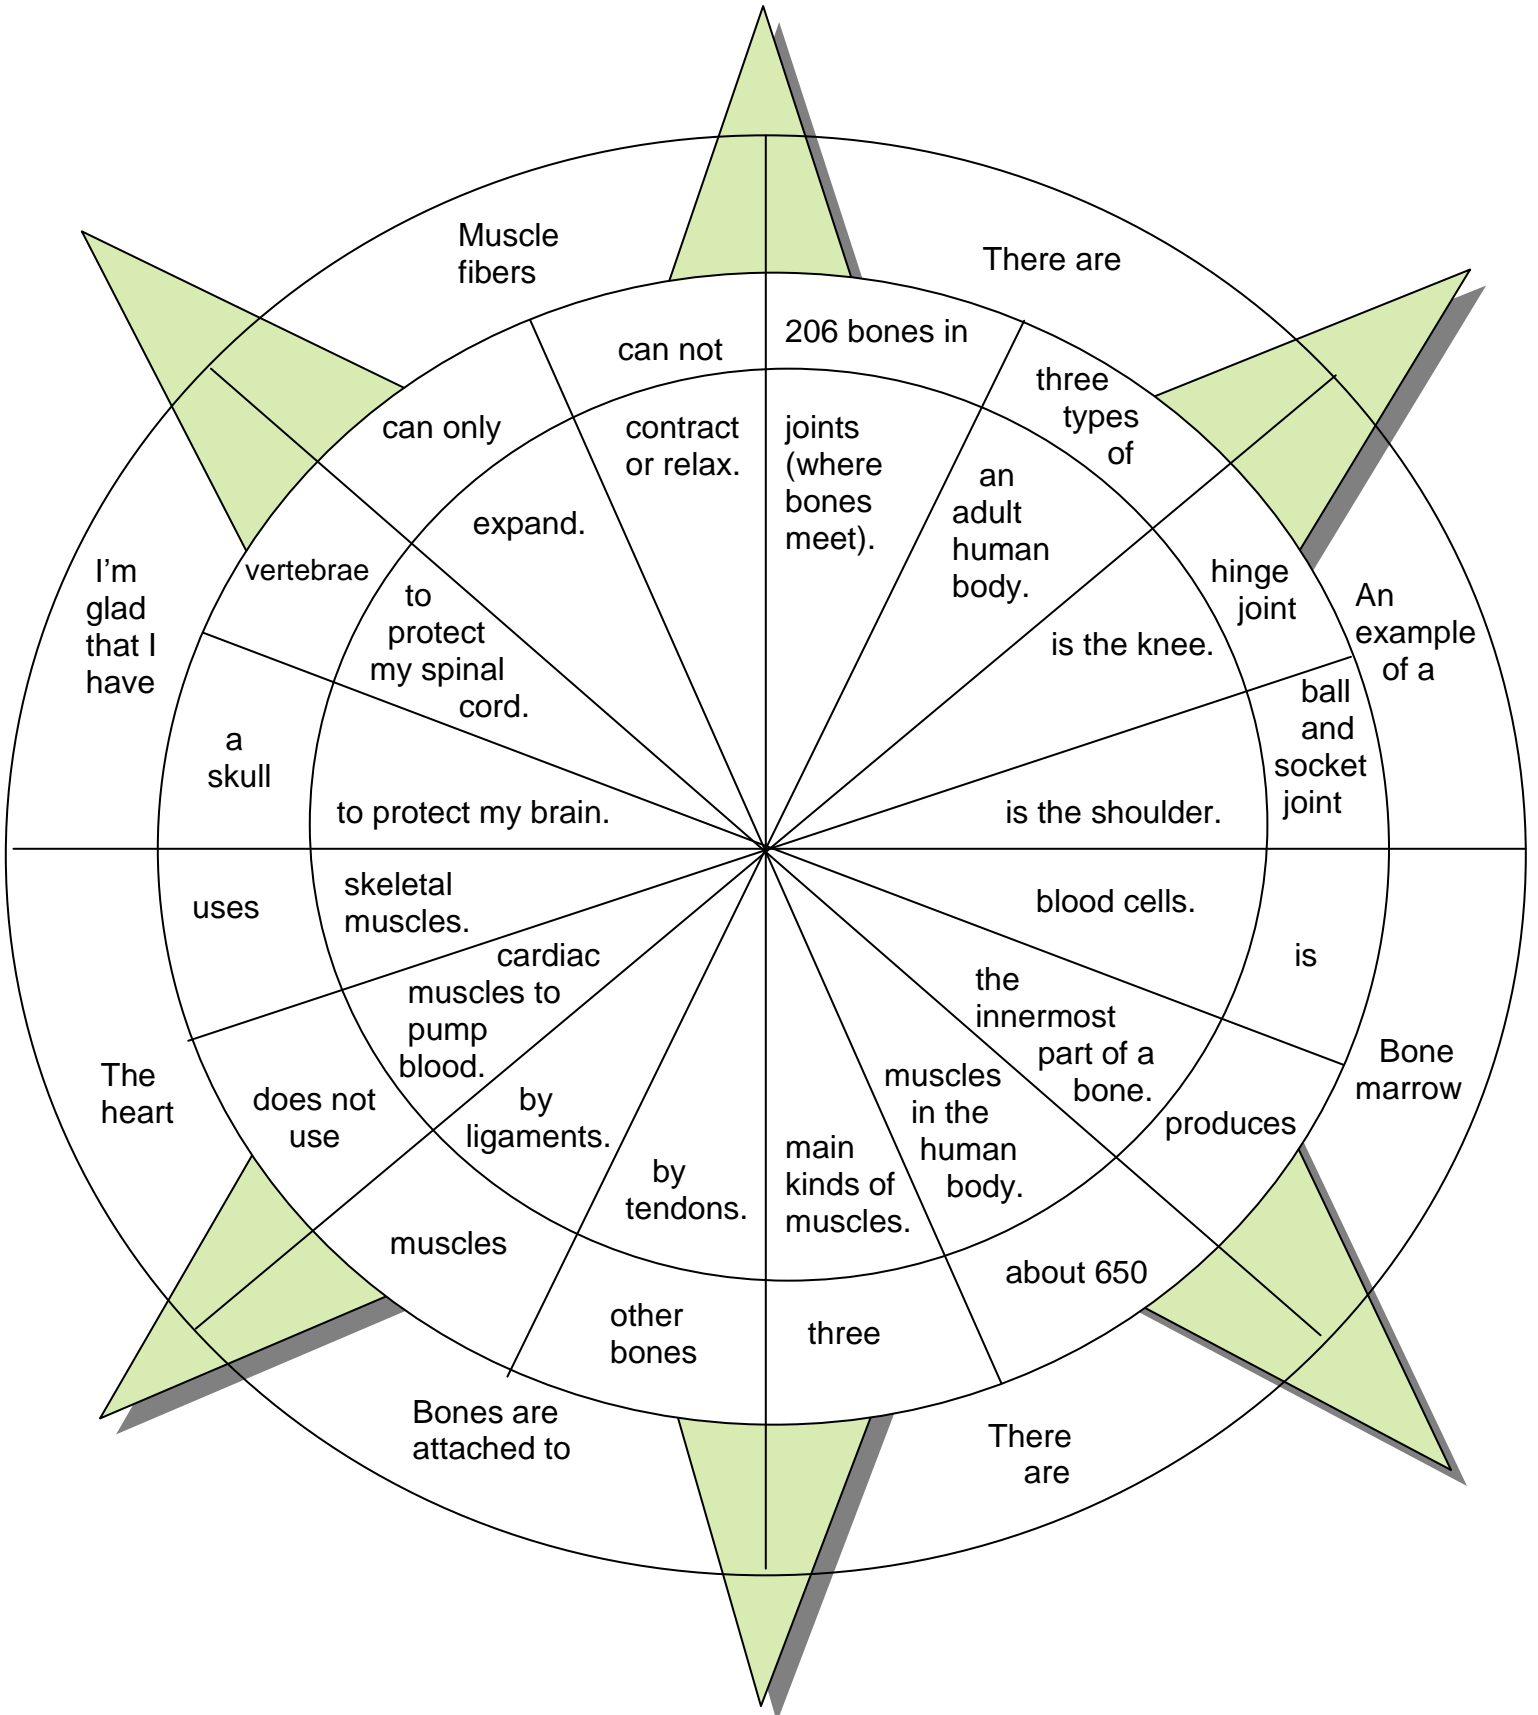 Muscle
fibers
There are
can not
206 bones in
can only
three
types
of
contract
or relax.
joints
(where
bones
meet).
expand.
an
adult
human
body.
I'm
glad
that I
have
vertebrae
to
protect
my spinal
cord.
hinge
joint
An
example
of a
is the knee.
a
skull
to protect my brain.
ball
and
socket
joint
is the shoulder.
uses
skeletal
muscles.
blood cells.
is
cardiac
muscles to
pump
blood.
the
innermost
part of a
bone.
The
heart
does not
use
by
ligaments.
muscles
in the
human
body.
produces
Bone
marrow
by
tendons.
main
kinds of
muscles.
muscles
other
bones
three
about 650
Bones are
attached to
There
are